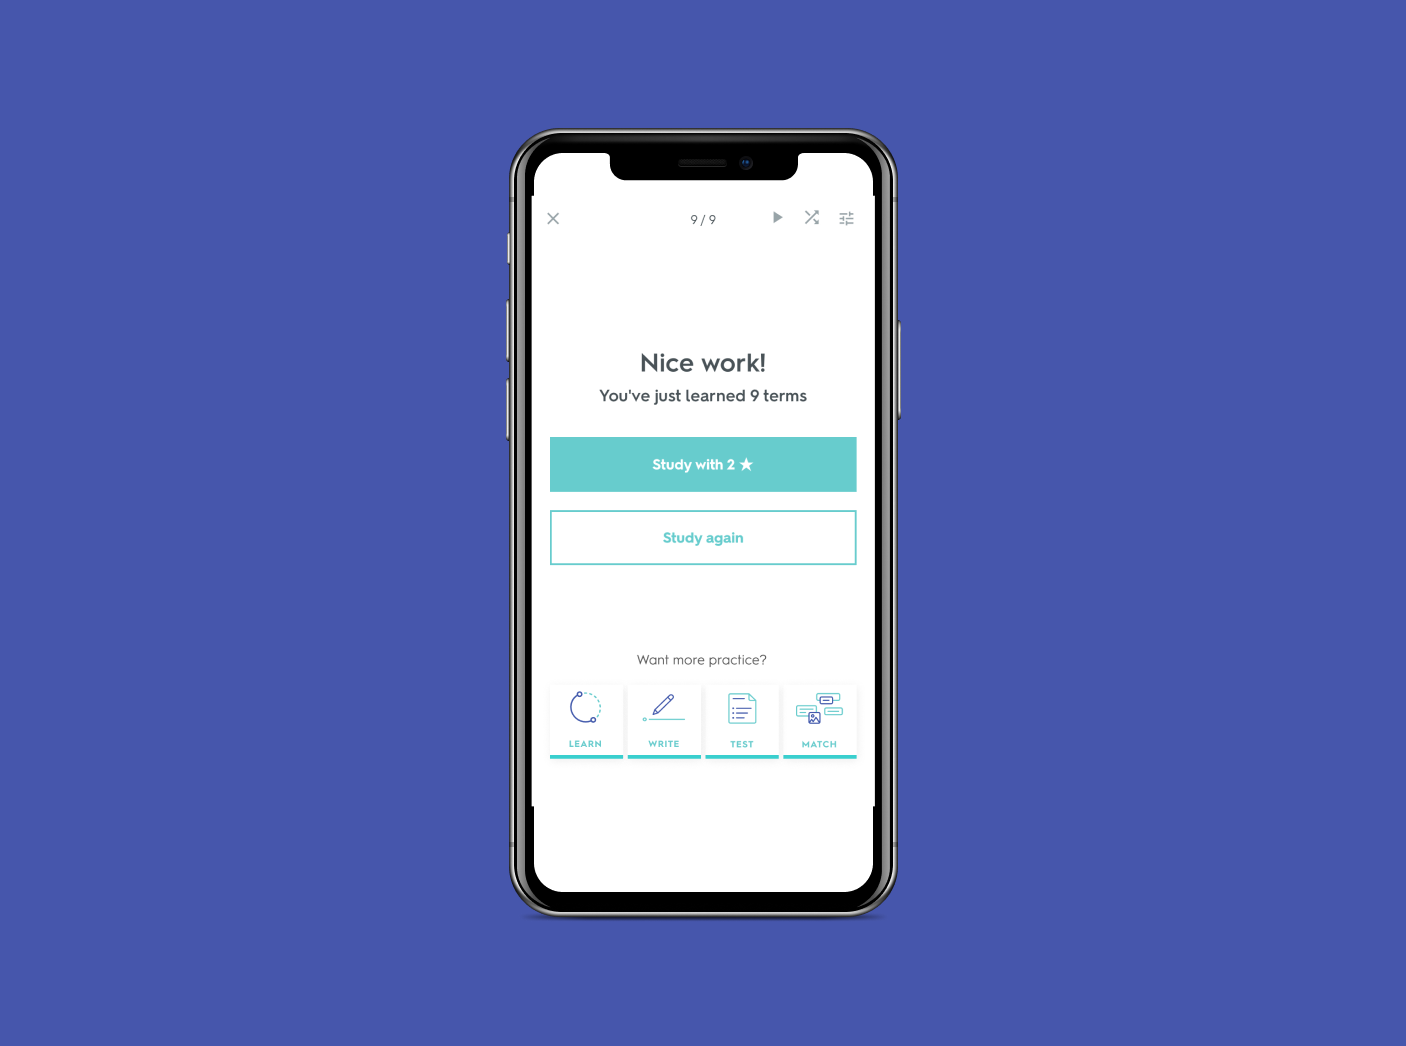 9 / 9
Nice work!
You've just learned 9 terms
Study with 2 ★
Study again
Want more practice?
LEARN
WRITE
TEST
MATCH